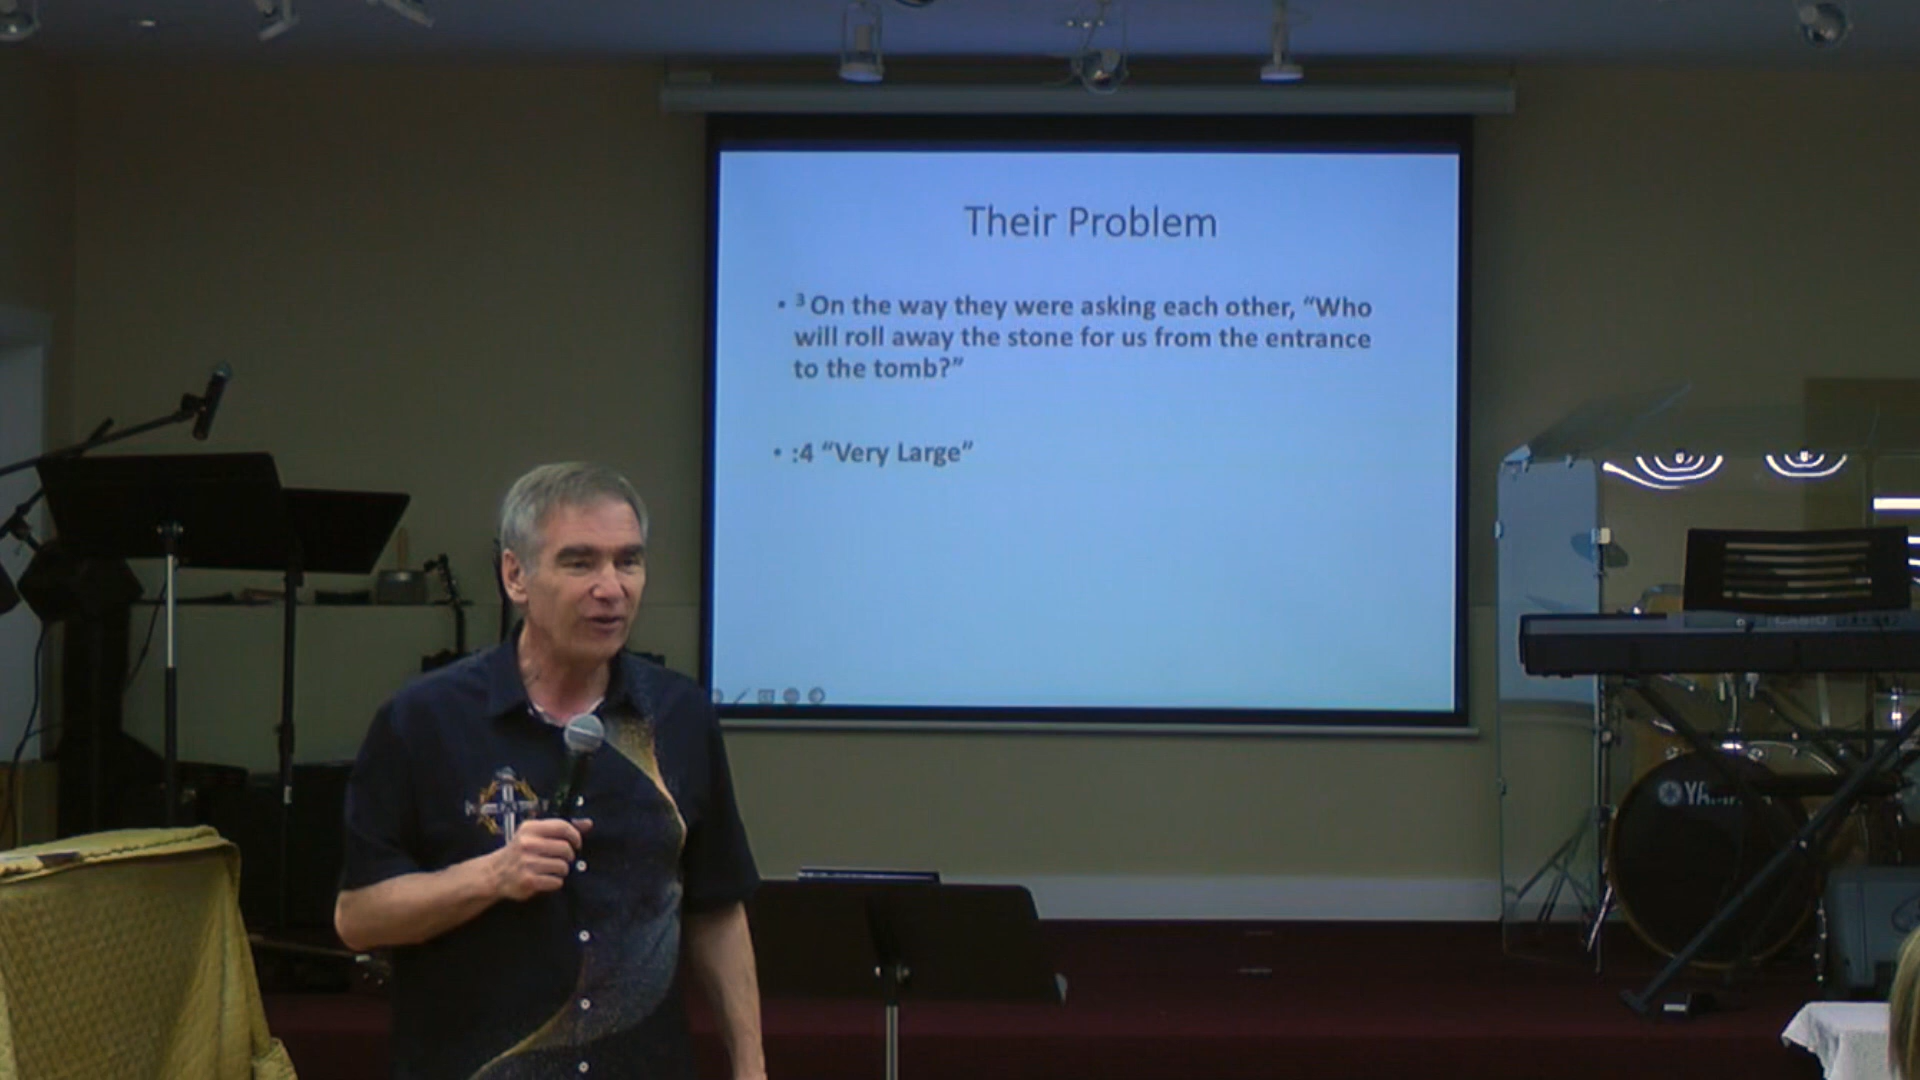 Their Problem
• ³ On the way they were asking each other, “Who
will roll away the stone for us from the entrance
to the tomb?”
• :4 “Very Large”
CASIO